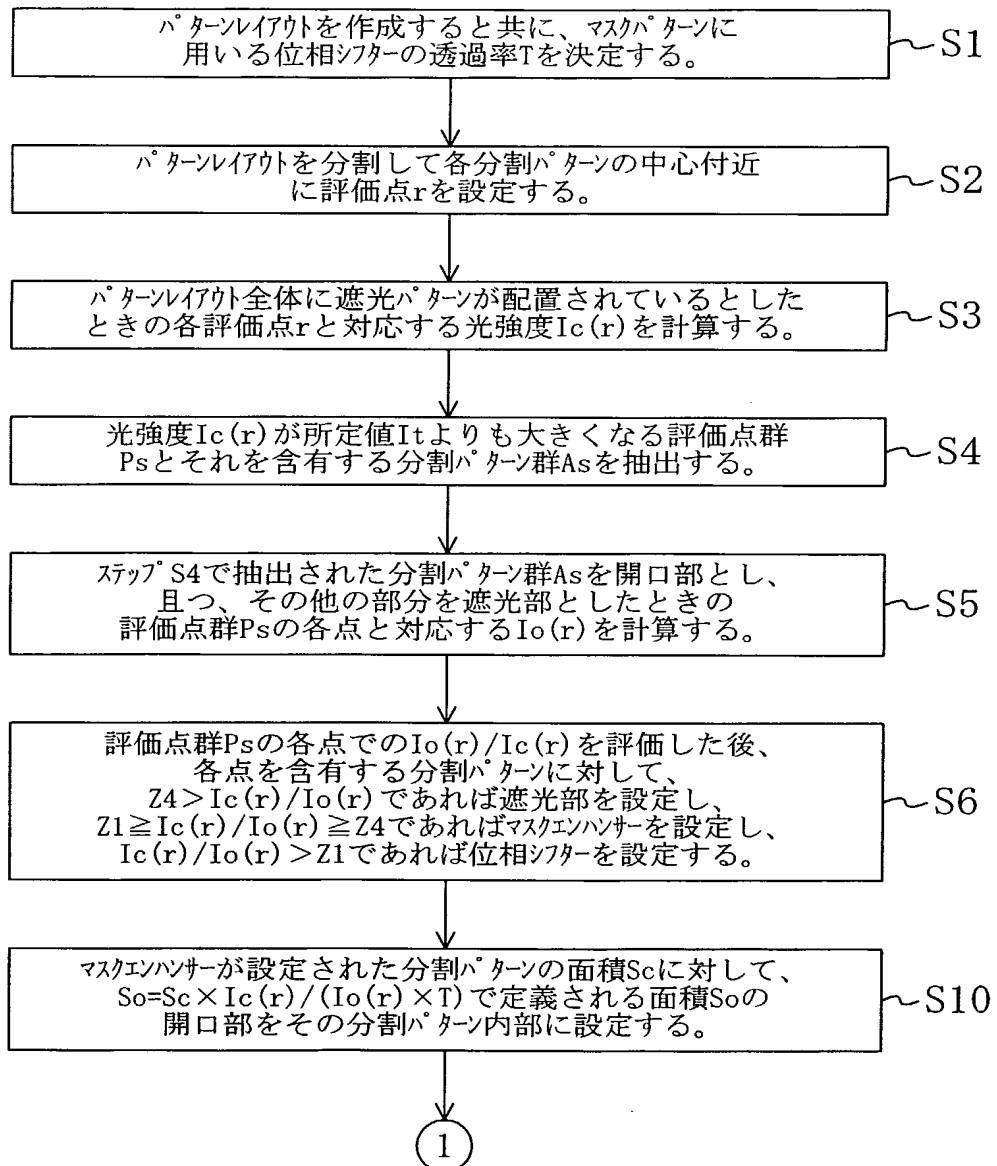 パターンレイアウトを作成すると共に、マスクパターンに
用いる位相シフターの透過率Tを決定する。
S1
パターンレイアウトを分割して各分割パターンの中心付近
に評価点rを設定する。
S2
パターンレイアウト全体に遮光パターンが配置されているとした
ときの各評価点rと対応する光強度Ic(r)を計算する。
S3
光強度Ic(r)が所定値Itよりも大きくなる評価点群
Psとそれを含有する分割パターン群Asを抽出する。
S4
ステップS4で抽出された分割パターン群Asを開口部とし、
且つ、その他の部分を遮光部としたときの
評価点群Psの各点と対応するIo(r)を計算する。
S5
評価点群Psの各点でのIo(r)/Ic(r)を評価した後、
各点を含有する分割パターンに対して、
Z4>Ic(r)/Io(r)であれば遮光部を設定し、
Z1≧Ic(r)/Io(r)≧Z4であればマスクエンハンサーを設定し、
Ic(r)/Io(r)>Z1であれば位相シフターを設定する。
S6
マスクエンハンサーが設定された分割パターンの面積Scに対して、
So=Sc×Ic(r)/(Io(r)×T)で定義される面積Soの
開口部をその分割パターン内部に設定する。
S10
1